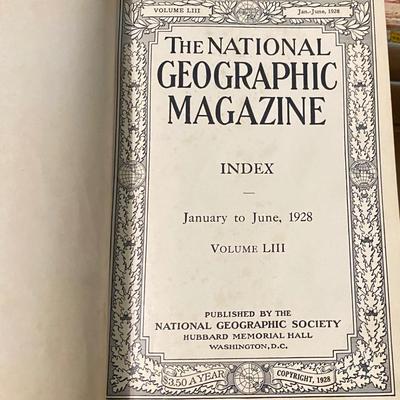 VOLUME LIII
Jan.-June, 1928
THE NATIONAL
GEOGRAPHIC
MAGAZINE
INDEX
January to June, 1928
VOLUME LIII
PUBLISHED BY THE
NATIONAL GEOGRAPHIC SOCIETY
HUBBARD MEMORIAL HALL
WASHINGTON, D.C.
$3.50 A YEAR
COPYRIGHT, 1928